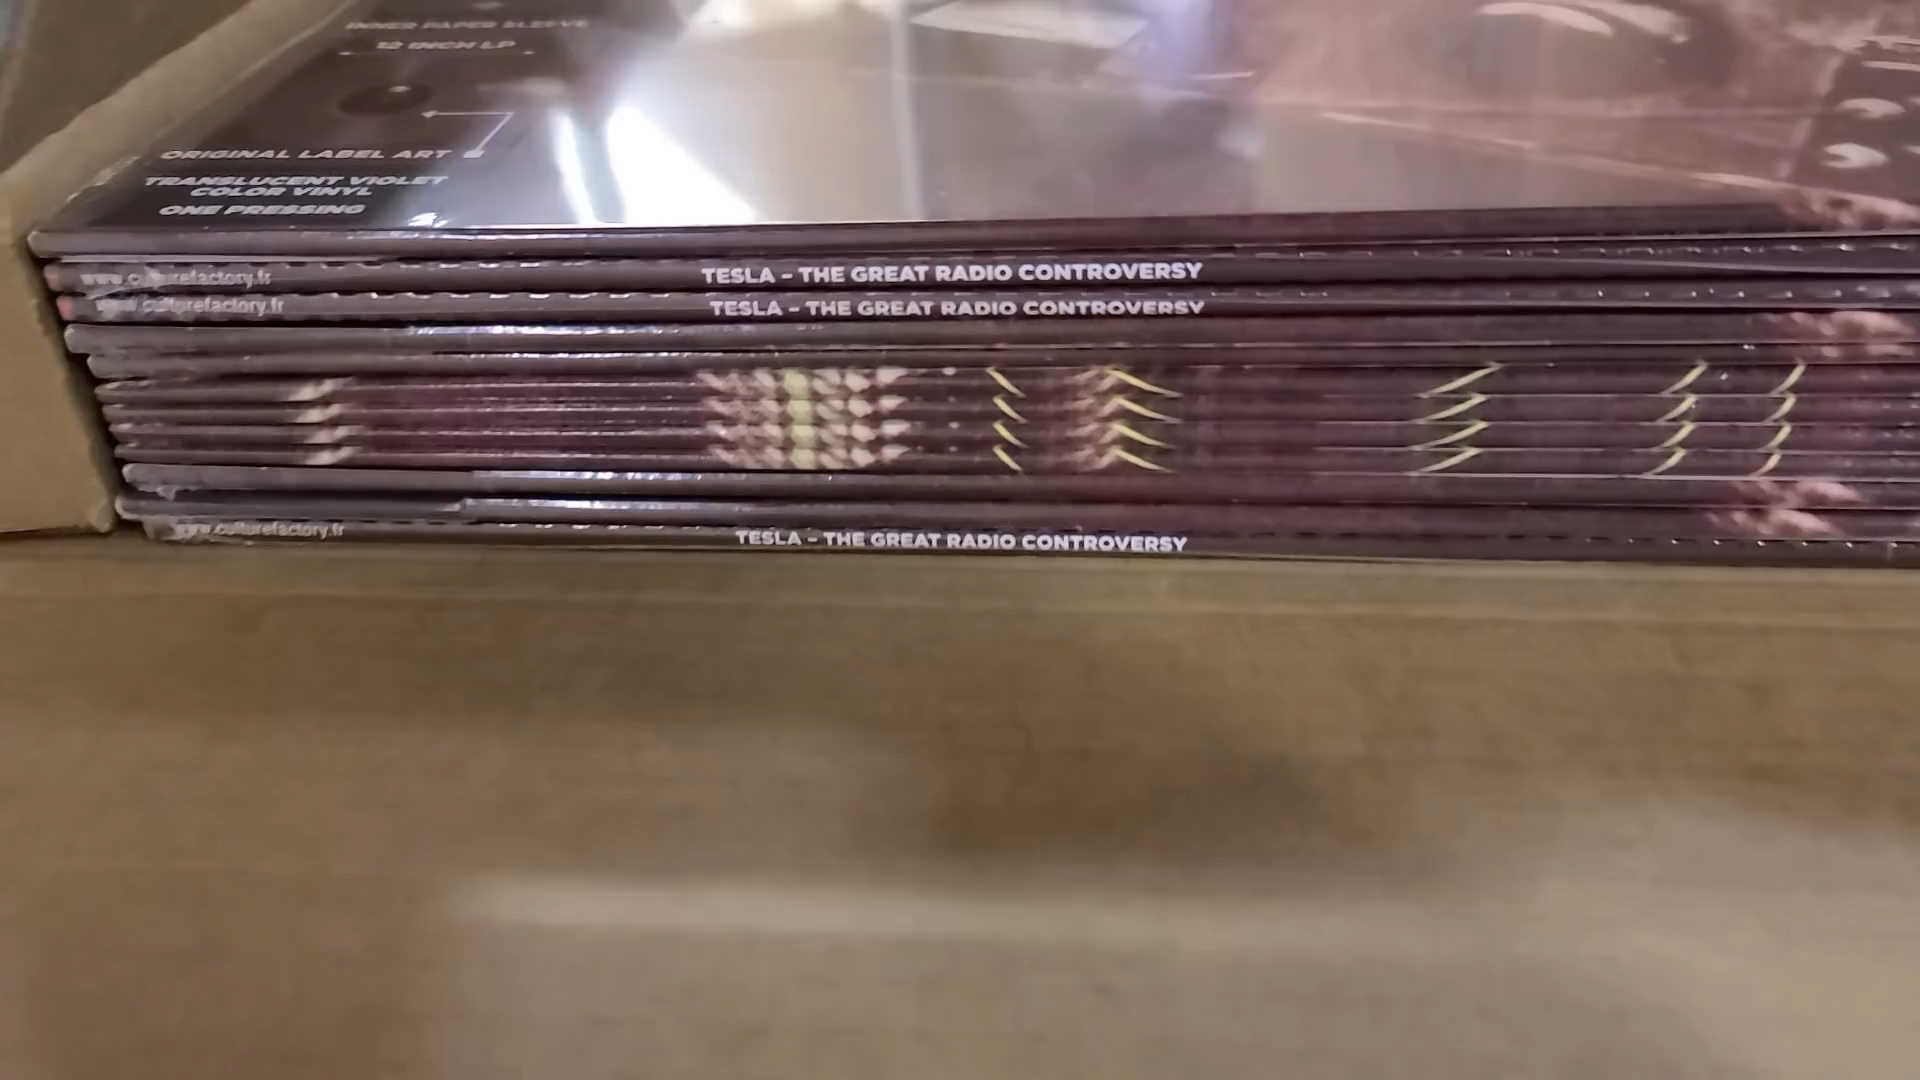 INNER PAPER SLEEVE
12 INCH LP
ORIGINAL LABEL ART
TRANSLUCENT VIOLET
COLOR VINYL
ONE PRESSING
www.culturefactory.fr
TESLA - THE GREAT RADIO CONTROVERSY
www.culturefactory.fr
TESLA - THE GREAT RADIO CONTROVERSY
www.culturefactory.fr
TESLA - THE GREAT RADIO CONTROVERSY